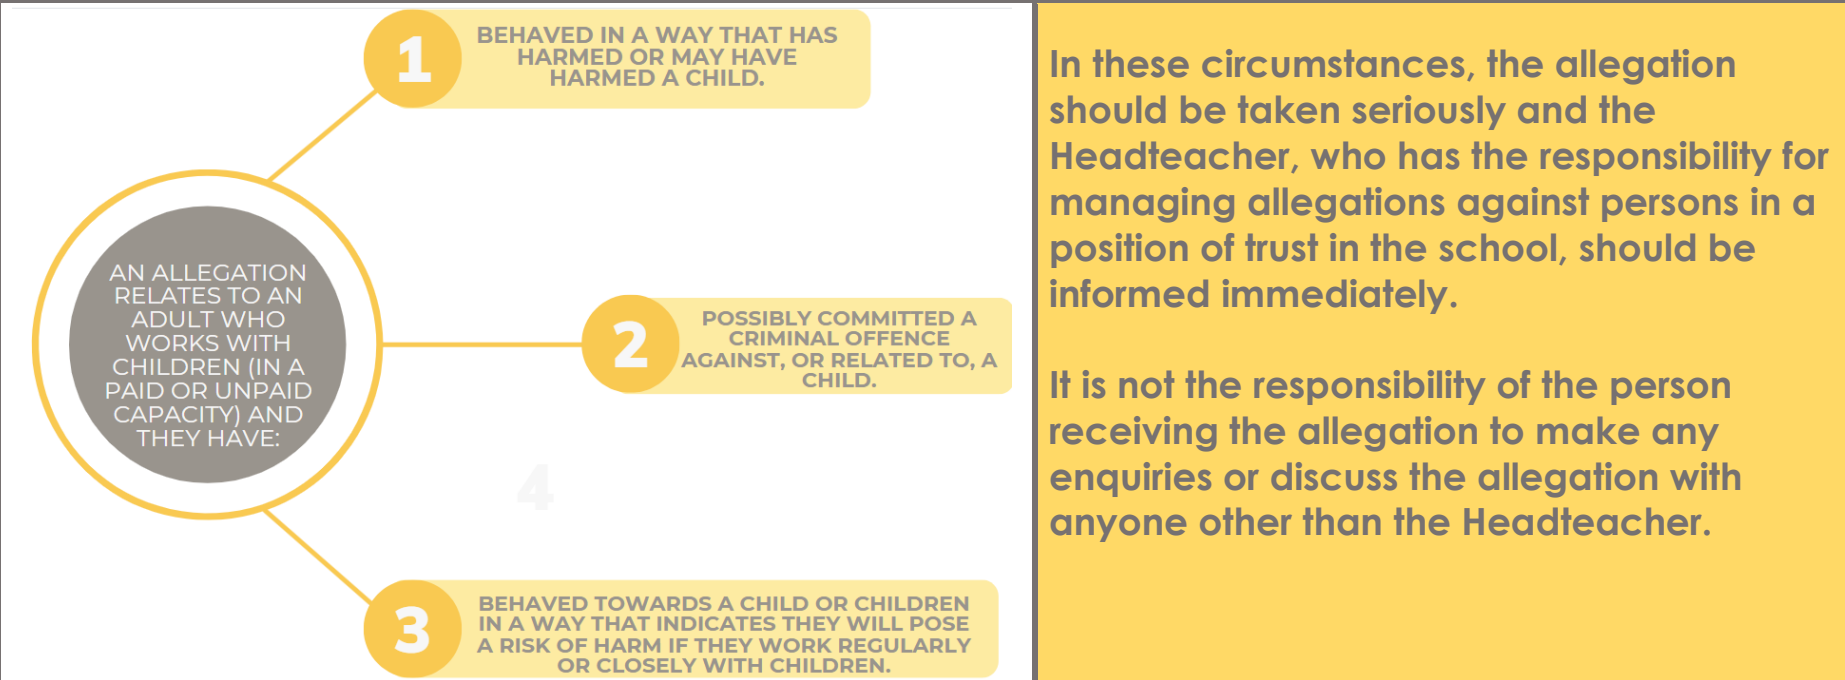 1
BEHAVED IN A WAY THAT HAS
HARMED OR MAY HAVE
HARMED A CHILD.
AN ALLEGATION
RELATES TO AN
ADULT WHO
WORKS WITH
CHILDREN (IN A
PAID OR UNPAID
CAPACITY) AND
THEY HAVE:
2
POSSIBLY COMMITTED A
CRIMINAL OFFENCE
AGAINST, OR RELATED TO, A
CHILD.
4
3
BEHAVED TOWARDS A CHILD OR CHILDREN
IN A WAY THAT INDICATES THEY WILL POSE
A RISK OF HARM IF THEY WORK REGULARLY
OR CLOSELY WITH CHILDREN.
In these circumstances, the allegation
should be taken seriously and the
Headteacher, who has the responsibility for
managing allegations against persons in a
position of trust in the school, should be
informed immediately.
It is not the responsibility of the person
receiving the allegation to make any
enquiries or discuss the allegation with
anyone other than the Headteacher.